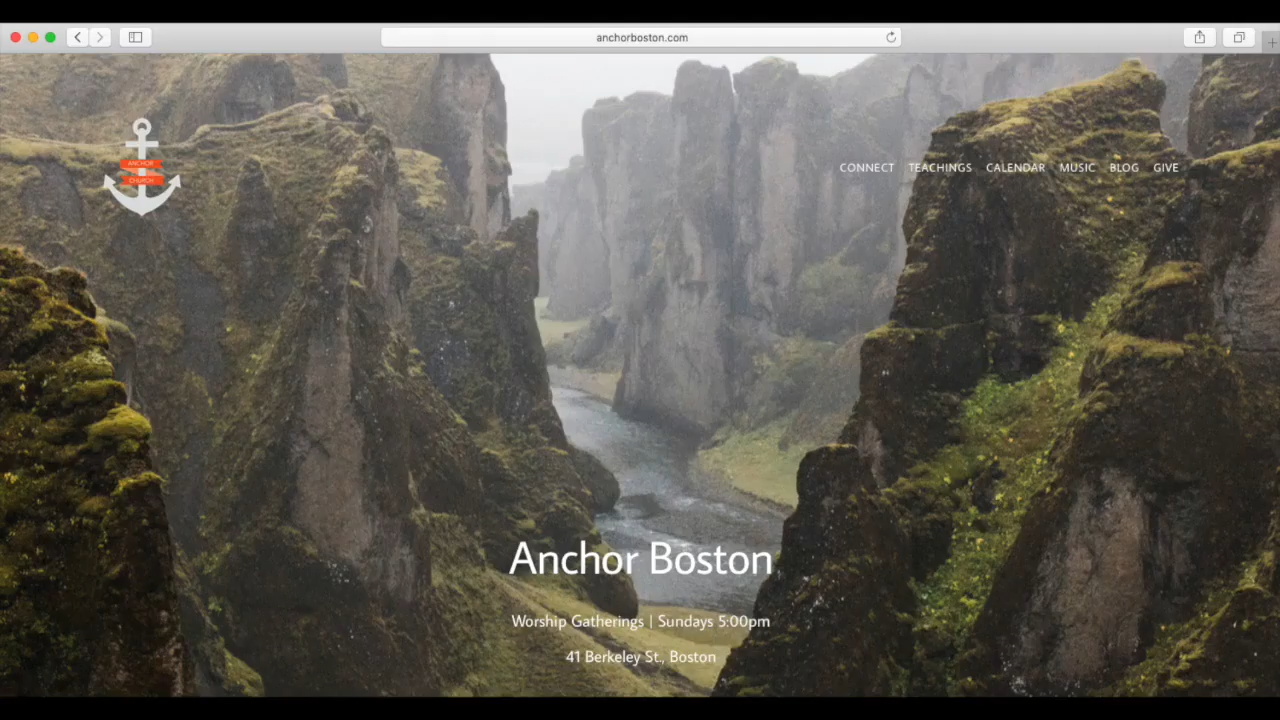 anchorboston.com
ANCHOR
CHURCH
CONNECT TEACHINGS CALENDAR MUSIC BLOG GIVE
Anchor Boston
Worship Gatherings | Sundays 5:00pm
41 Berkeley St., Boston